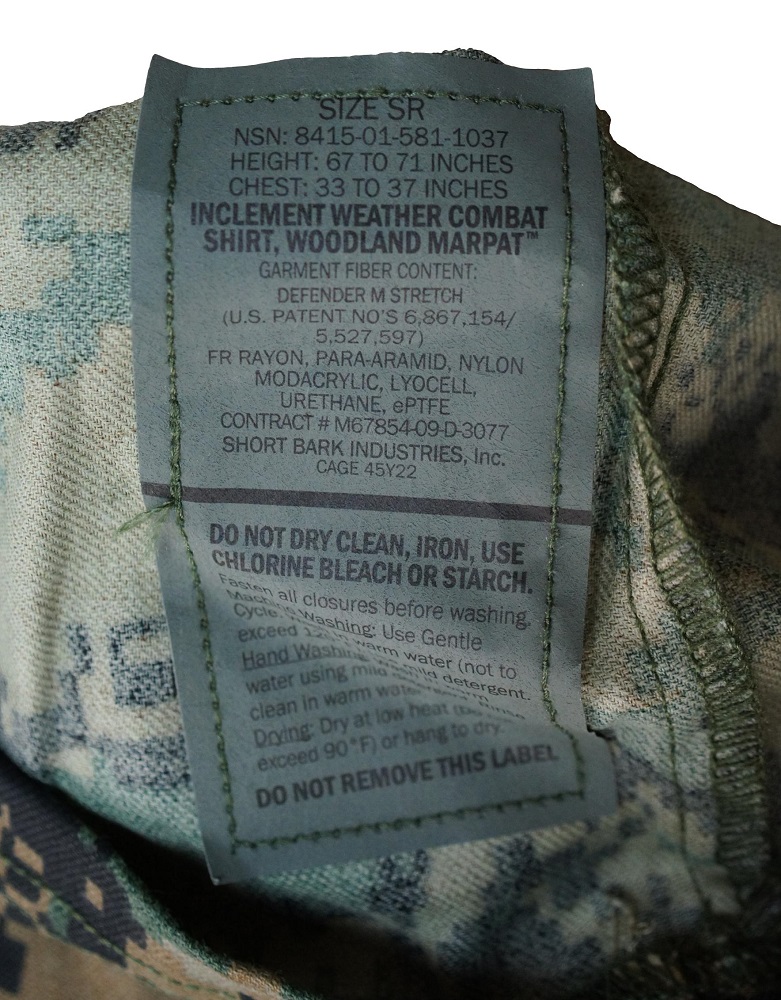 SIZE SR
NSN: 8415-01-581-1037
HEIGHT: 67 TO 71 INCHES
CHEST: 33 TO 37 INCHES
INCLEMENT WEATHER COMBAT
SHIRT, WOODLAND MARPAT™
GARMENT FIBER CONTENT:
DEFENDER M STRETCH
(U.S. PATENT NO'S 6,867,154/
5,527,597)
FR RAYON, PARA-ARAMID, NYLON
MODACRYLIC, LYOCELL,
URETHANE, ePTFE
CONTRACT # M67854-09-D-3077
SHORT BARK INDUSTRIES, Inc.
CAGE 45Y22
DO NOT DRY CLEAN, IRON, USE
CHLORINE BLEACH OR STARCH.
Fasten all closures before washing.
Machine Washing: Use Gentle
Cycle. warm water (not to
exceed
Hand Washing: mild detergent.
water using mild
clean in warm water
Drying: Dry at low heat
exceed 90°F) or hang to dry.
DO NOT REMOVE THIS LABEL